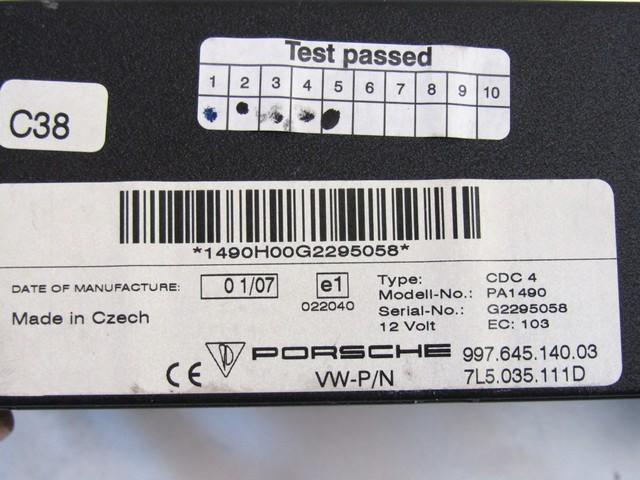 Test passed
1 2 3 4 5 6 7 8 9 10
C38
*1490H00G2295058*
DATE OF MANUFACTURE: 01/07
e1
022040
Made in Czech
Type: CDC 4
Modell-No.: PA1490
Serial-No.: G2295058
12 Volt EC: 103
CE PORSCHE 997.645.140.03
VW-P/N 7L5.035.111D